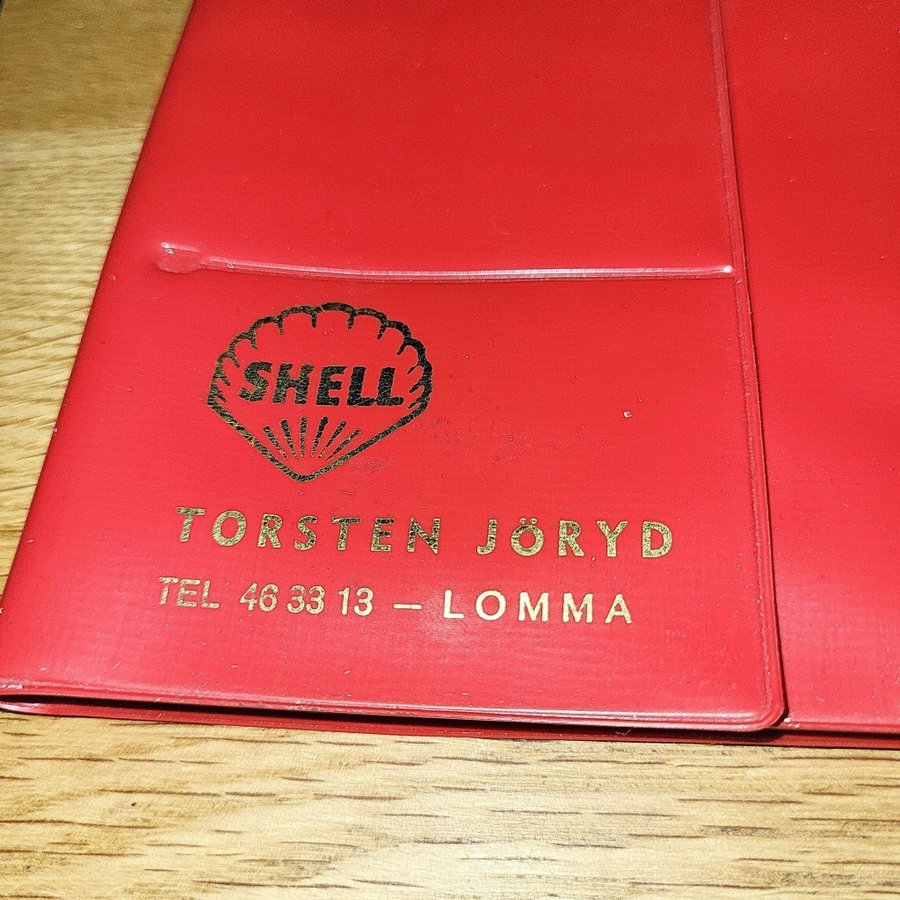 SHELL
TORSTEN JÖRYD
TEL 46 33 13 – LOMMA